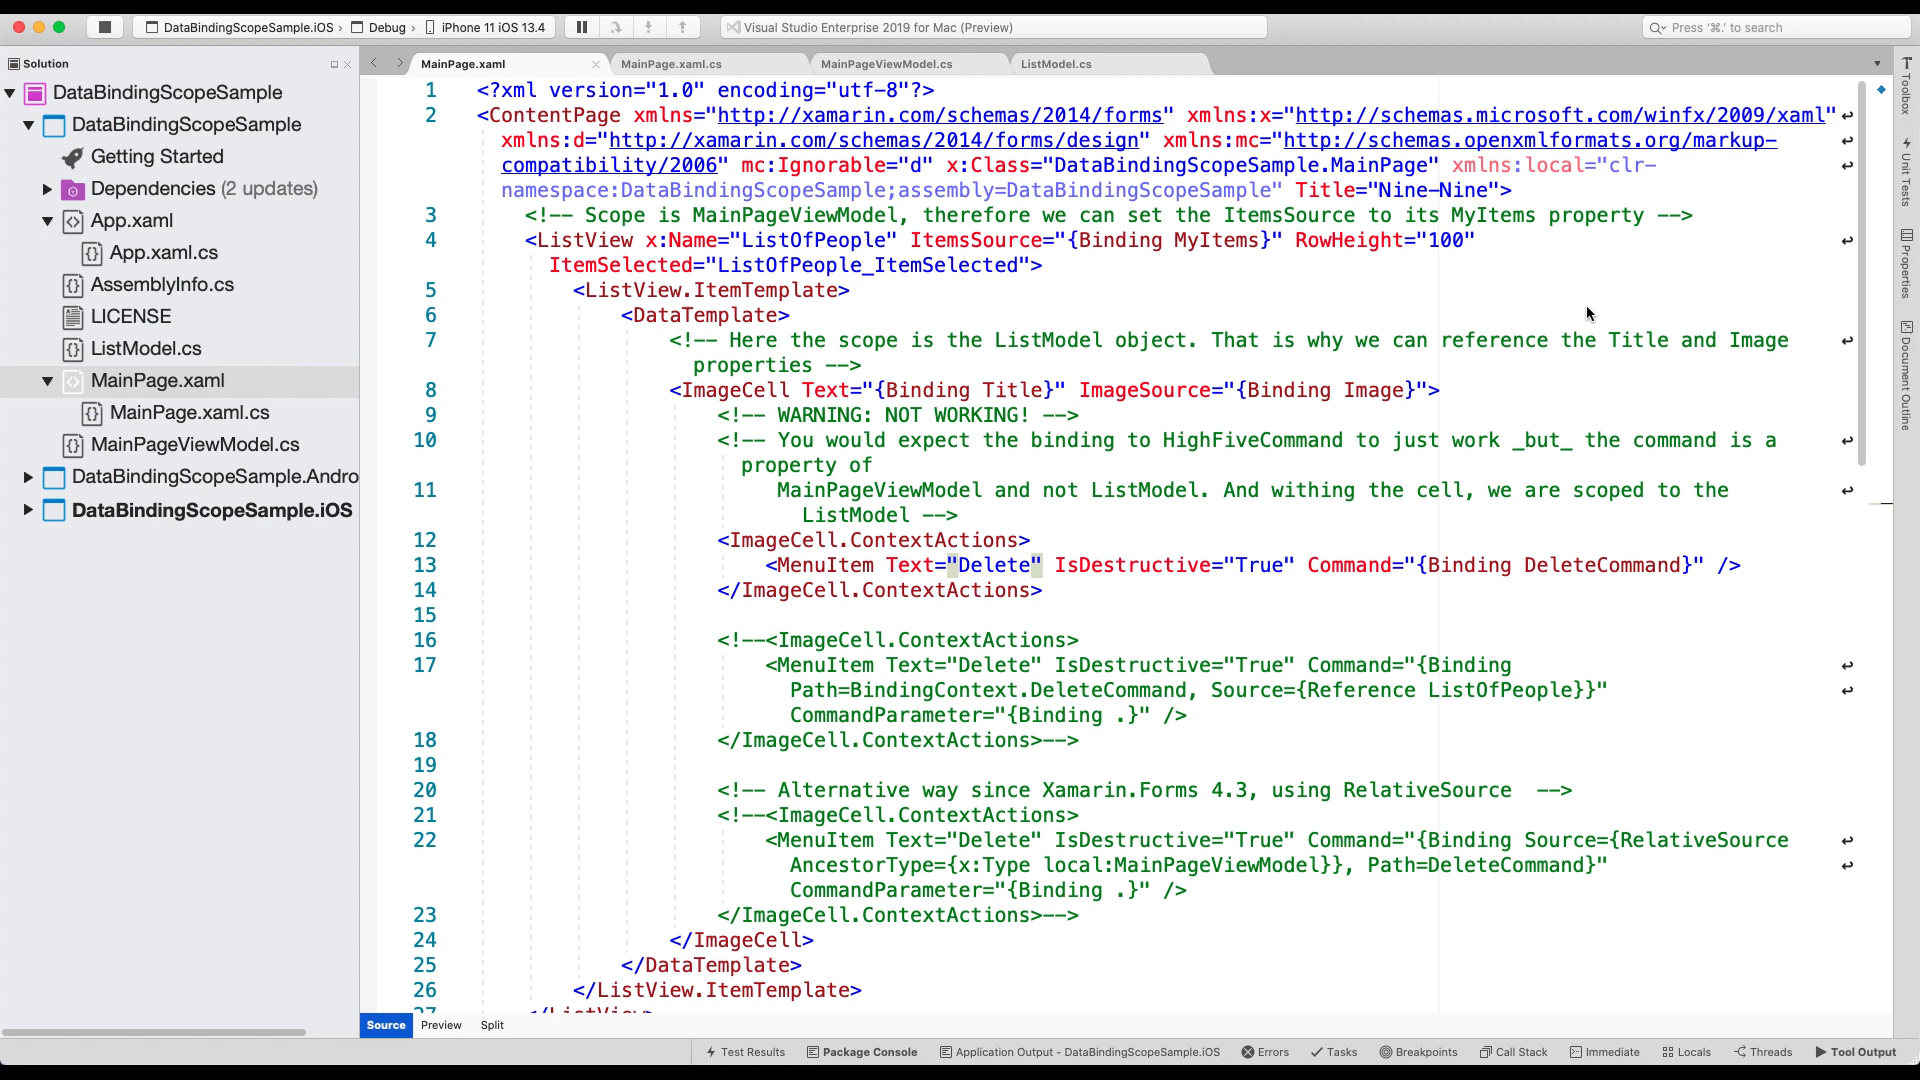 DataBindingScopeSample.iOS › Debug › iPhone 11 iOS 13.4
Visual Studio Enterprise 2019 for Mac (Preview)
Press '⌘.' to search
Solution
DataBindingScopeSample
DataBindingScopeSample
Getting Started
Dependencies (2 updates)
App.xaml
App.xaml.cs
AssemblyInfo.cs
LICENSE
ListModel.cs
MainPage.xaml
MainPage.xaml.cs
MainPageViewModel.cs
DataBindingScopeSample.Andro
DataBindingScopeSample.iOS
MainPage.xaml
MainPage.xaml.cs
MainPageViewModel.cs
ListModel.cs
1 <?xml version="1.0" encoding="utf-8"?>
2 <ContentPage xmlns="http://xamarin.com/schemas/2014/forms" xmlns:x="http://schemas.microsoft.com/winfx/2009/xaml"
xmlns:d="http://xamarin.com/schemas/2014/forms/design" xmlns:mc="http://schemas.openxmlformats.org/markup-
compatibility/2006" mc:Ignorable="d" x:Class="DataBindingScopeSample.MainPage" xmlns:local="clr-
namespace:DataBindingScopeSample;assembly=DataBindingScopeSample" Title="Nine-Nine">
3 <!-- Scope is MainPageViewModel, therefore we can set the ItemsSource to its MyItems property -->
4 <ListView x:Name="ListOfPeople" ItemsSource="{Binding MyItems}" RowHeight="100"
ItemSelected="ListOfPeople_ItemSelected">
5 <ListView.ItemTemplate>
6 <DataTemplate>
7 <!-- Here the scope is the ListModel object. That is why we can reference the Title and Image
properties -->
8 <ImageCell Text="{Binding Title}" ImageSource="{Binding Image}">
9 <!-- WARNING: NOT WORKING! -->
10 <!-- You would expect the binding to HighFiveCommand to just work _but_ the command is a
property of
11 MainPageViewModel and not ListModel. And withing the cell, we are scoped to the
ListModel -->
12 <ImageCell.ContextActions>
13 <MenuItem Text="Delete" IsDestructive="True" Command="{Binding DeleteCommand}" />
14 </ImageCell.ContextActions>
15
16 <!--<ImageCell.ContextActions>
17 <MenuItem Text="Delete" IsDestructive="True" Command="{Binding
Path=BindingContext.DeleteCommand, Source={Reference ListOfPeople}}"
CommandParameter="{Binding .}" />
18 </ImageCell.ContextActions>-->
19
20 <!-- Alternative way since Xamarin.Forms 4.3, using RelativeSource -->
21 <!--<ImageCell.ContextActions>
22 <MenuItem Text="Delete" IsDestructive="True" Command="{Binding Source={RelativeSource
AncestorType={x:Type local:MainPageViewModel}}, Path=DeleteCommand}"
CommandParameter="{Binding .}" />
23 </ImageCell.ContextActions>-->
24 </ImageCell>
25 </DataTemplate>
26 </ListView.ItemTemplate>
27 </ListView>
Toolbox
Unit Tests
Properties
Document Outline
Source Preview Split
Test Results Package Console Application Output - DataBindingScopeSample.iOS Errors Tasks Breakpoints Call Stack Immediate Locals Threads Tool Output